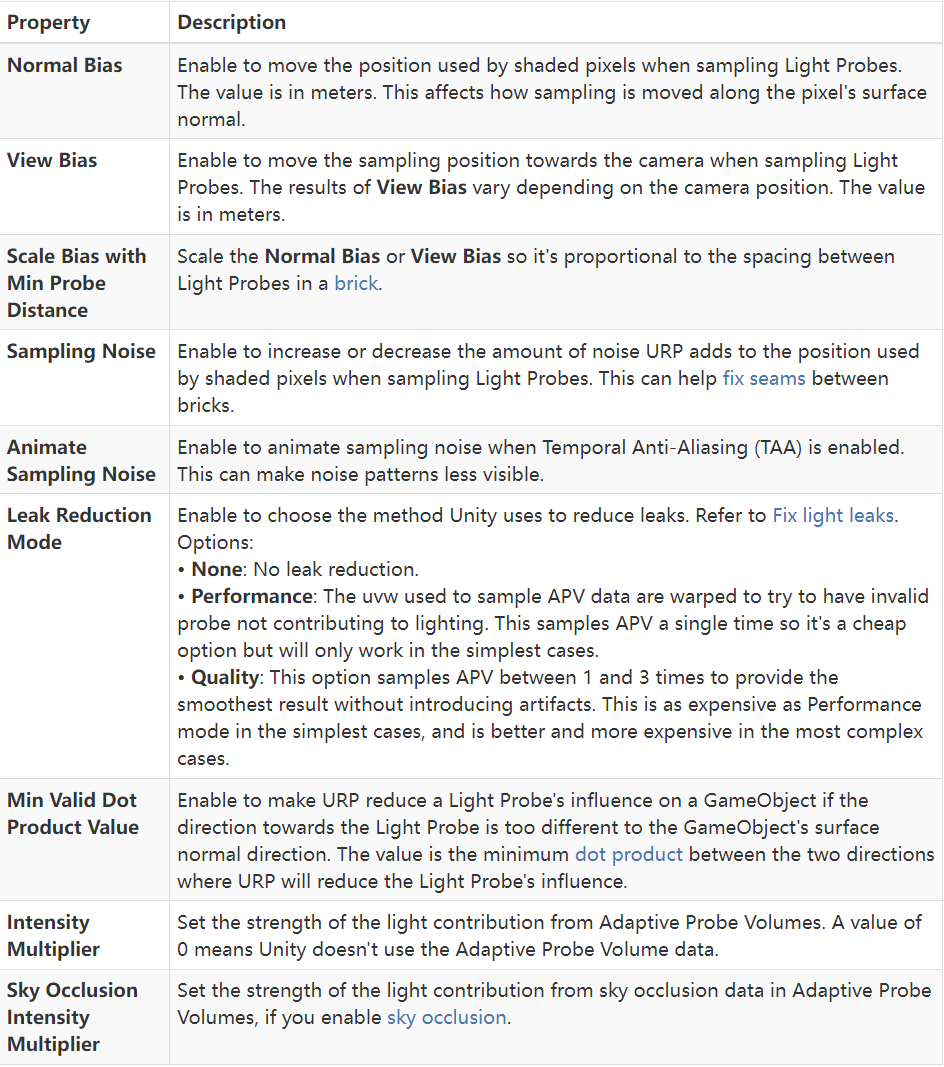 Property Description
Normal Bias Enable to move the position used by shaded pixels when sampling Light Probes.
The value is in meters. This affects how sampling is moved along the pixel's surface
normal.
View Bias Enable to move the sampling position towards the camera when sampling Light
Probes. The results of View Bias vary depending on the camera position. The value
is in meters.
Scale Bias with Scale the Normal Bias or View Bias so it's proportional to the spacing between
Min Probe Light Probes in a brick.
Distance
Sampling Noise Enable to increase or decrease the amount of noise URP adds to the position used
by shaded pixels when sampling Light Probes. This can help fix seams between
bricks.
Animate Enable to animate sampling noise when Temporal Anti-Aliasing (TAA) is enabled.
Sampling Noise This can make noise patterns less visible.
Leak Reduction Enable to choose the method Unity uses to reduce leaks. Refer to Fix light leaks.
Mode Options:
• None: No leak reduction.
• Performance: The uvw used to sample APV data are warped to try to have invalid
probe not contributing to lighting. This samples APV a single time so it's a cheap
option but will only work in the simplest cases.
• Quality: This option samples APV between 1 and 3 times to provide the
smoothest result without introducing artifacts. This is as expensive as Performance
mode in the simplest cases, and is better and more expensive in the most complex
cases.
Min Valid Dot Enable to make URP reduce a Light Probe's influence on a GameObject if the
Product Value direction towards the Light Probe is too different to the GameObject's surface
normal direction. The value is the minimum dot product between the two directions
where URP will reduce the Light Probe's influence.
Intensity Set the strength of the light contribution from Adaptive Probe Volumes. A value of
Multiplier 0 means Unity doesn't use the Adaptive Probe Volume data.
Sky Occlusion Set the strength of the light contribution from sky occlusion data in Adaptive Probe
Intensity Volumes, if you enable sky occlusion.
Multiplier